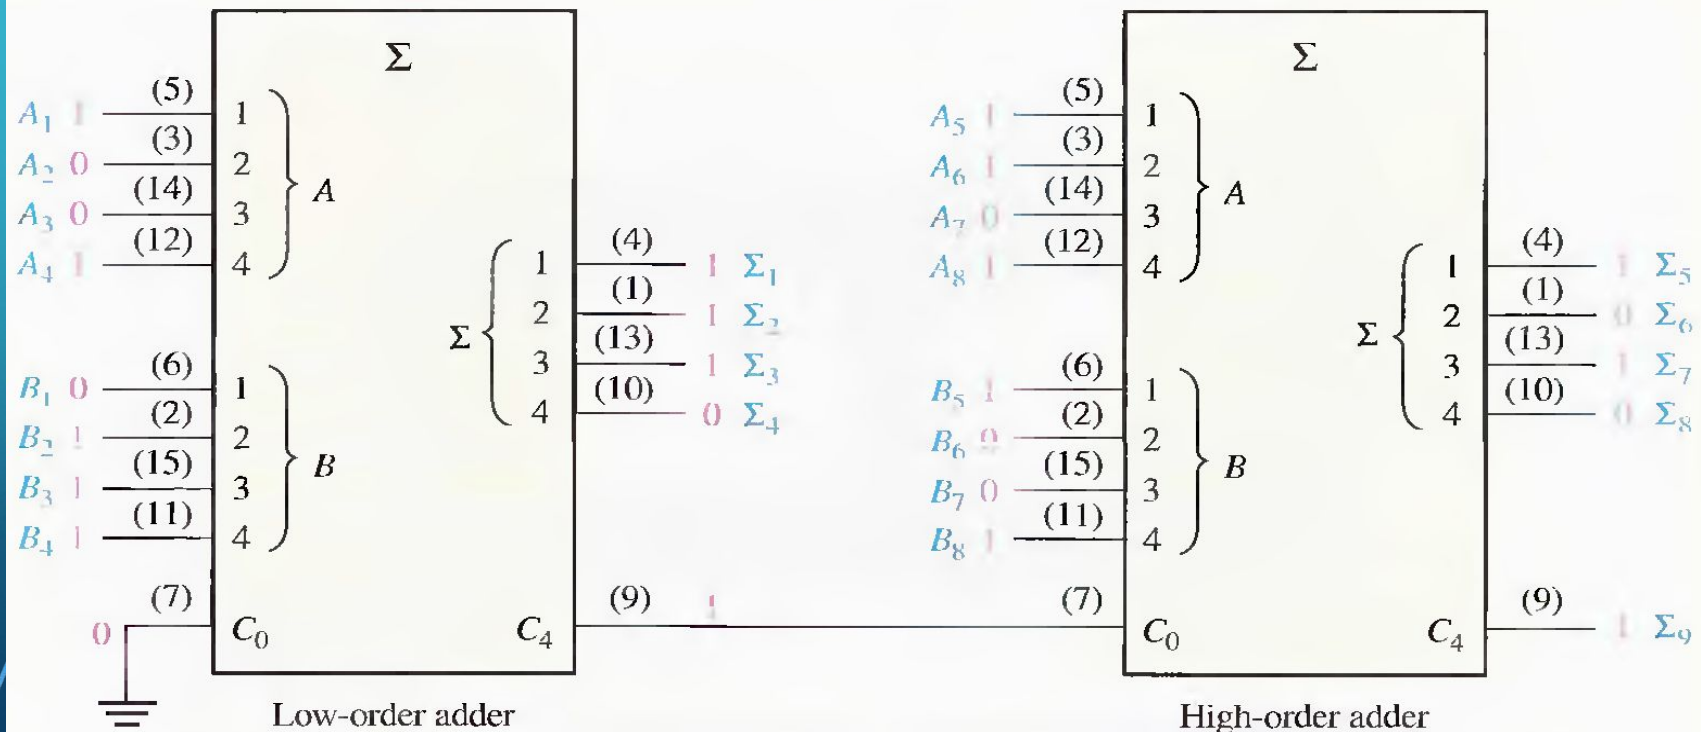 Σ
(5)
A1 1 1
(3)
A2 0 2
(14)
A3 0 3
A
(12)
A4 1 4
(4)
1 1 Σ1
(1)
2 1 Σ2
Σ
(13)
3 1 Σ3
(10)
4 0 Σ4
(6)
B1 0 1
(2)
B2 1 2
(15)
B3 1 3
B
(11)
B4 1 4
(7)
0 C0
(9)
C4 1
Low-order adder
Σ
(5)
A5 1 1
(3)
A6 1 2
(14)
A7 0 3
A
(12)
A8 1 4
(4)
1 1 Σ5
(1)
2 0 Σ6
Σ
(13)
3 1 Σ7
(10)
4 0 Σ8
(6)
B5 1 1
(2)
B6 0 2
(15)
B7 0 3
B
(11)
B8 1 4
(7)
C0
(9)
C4 1 Σ9
High-order adder